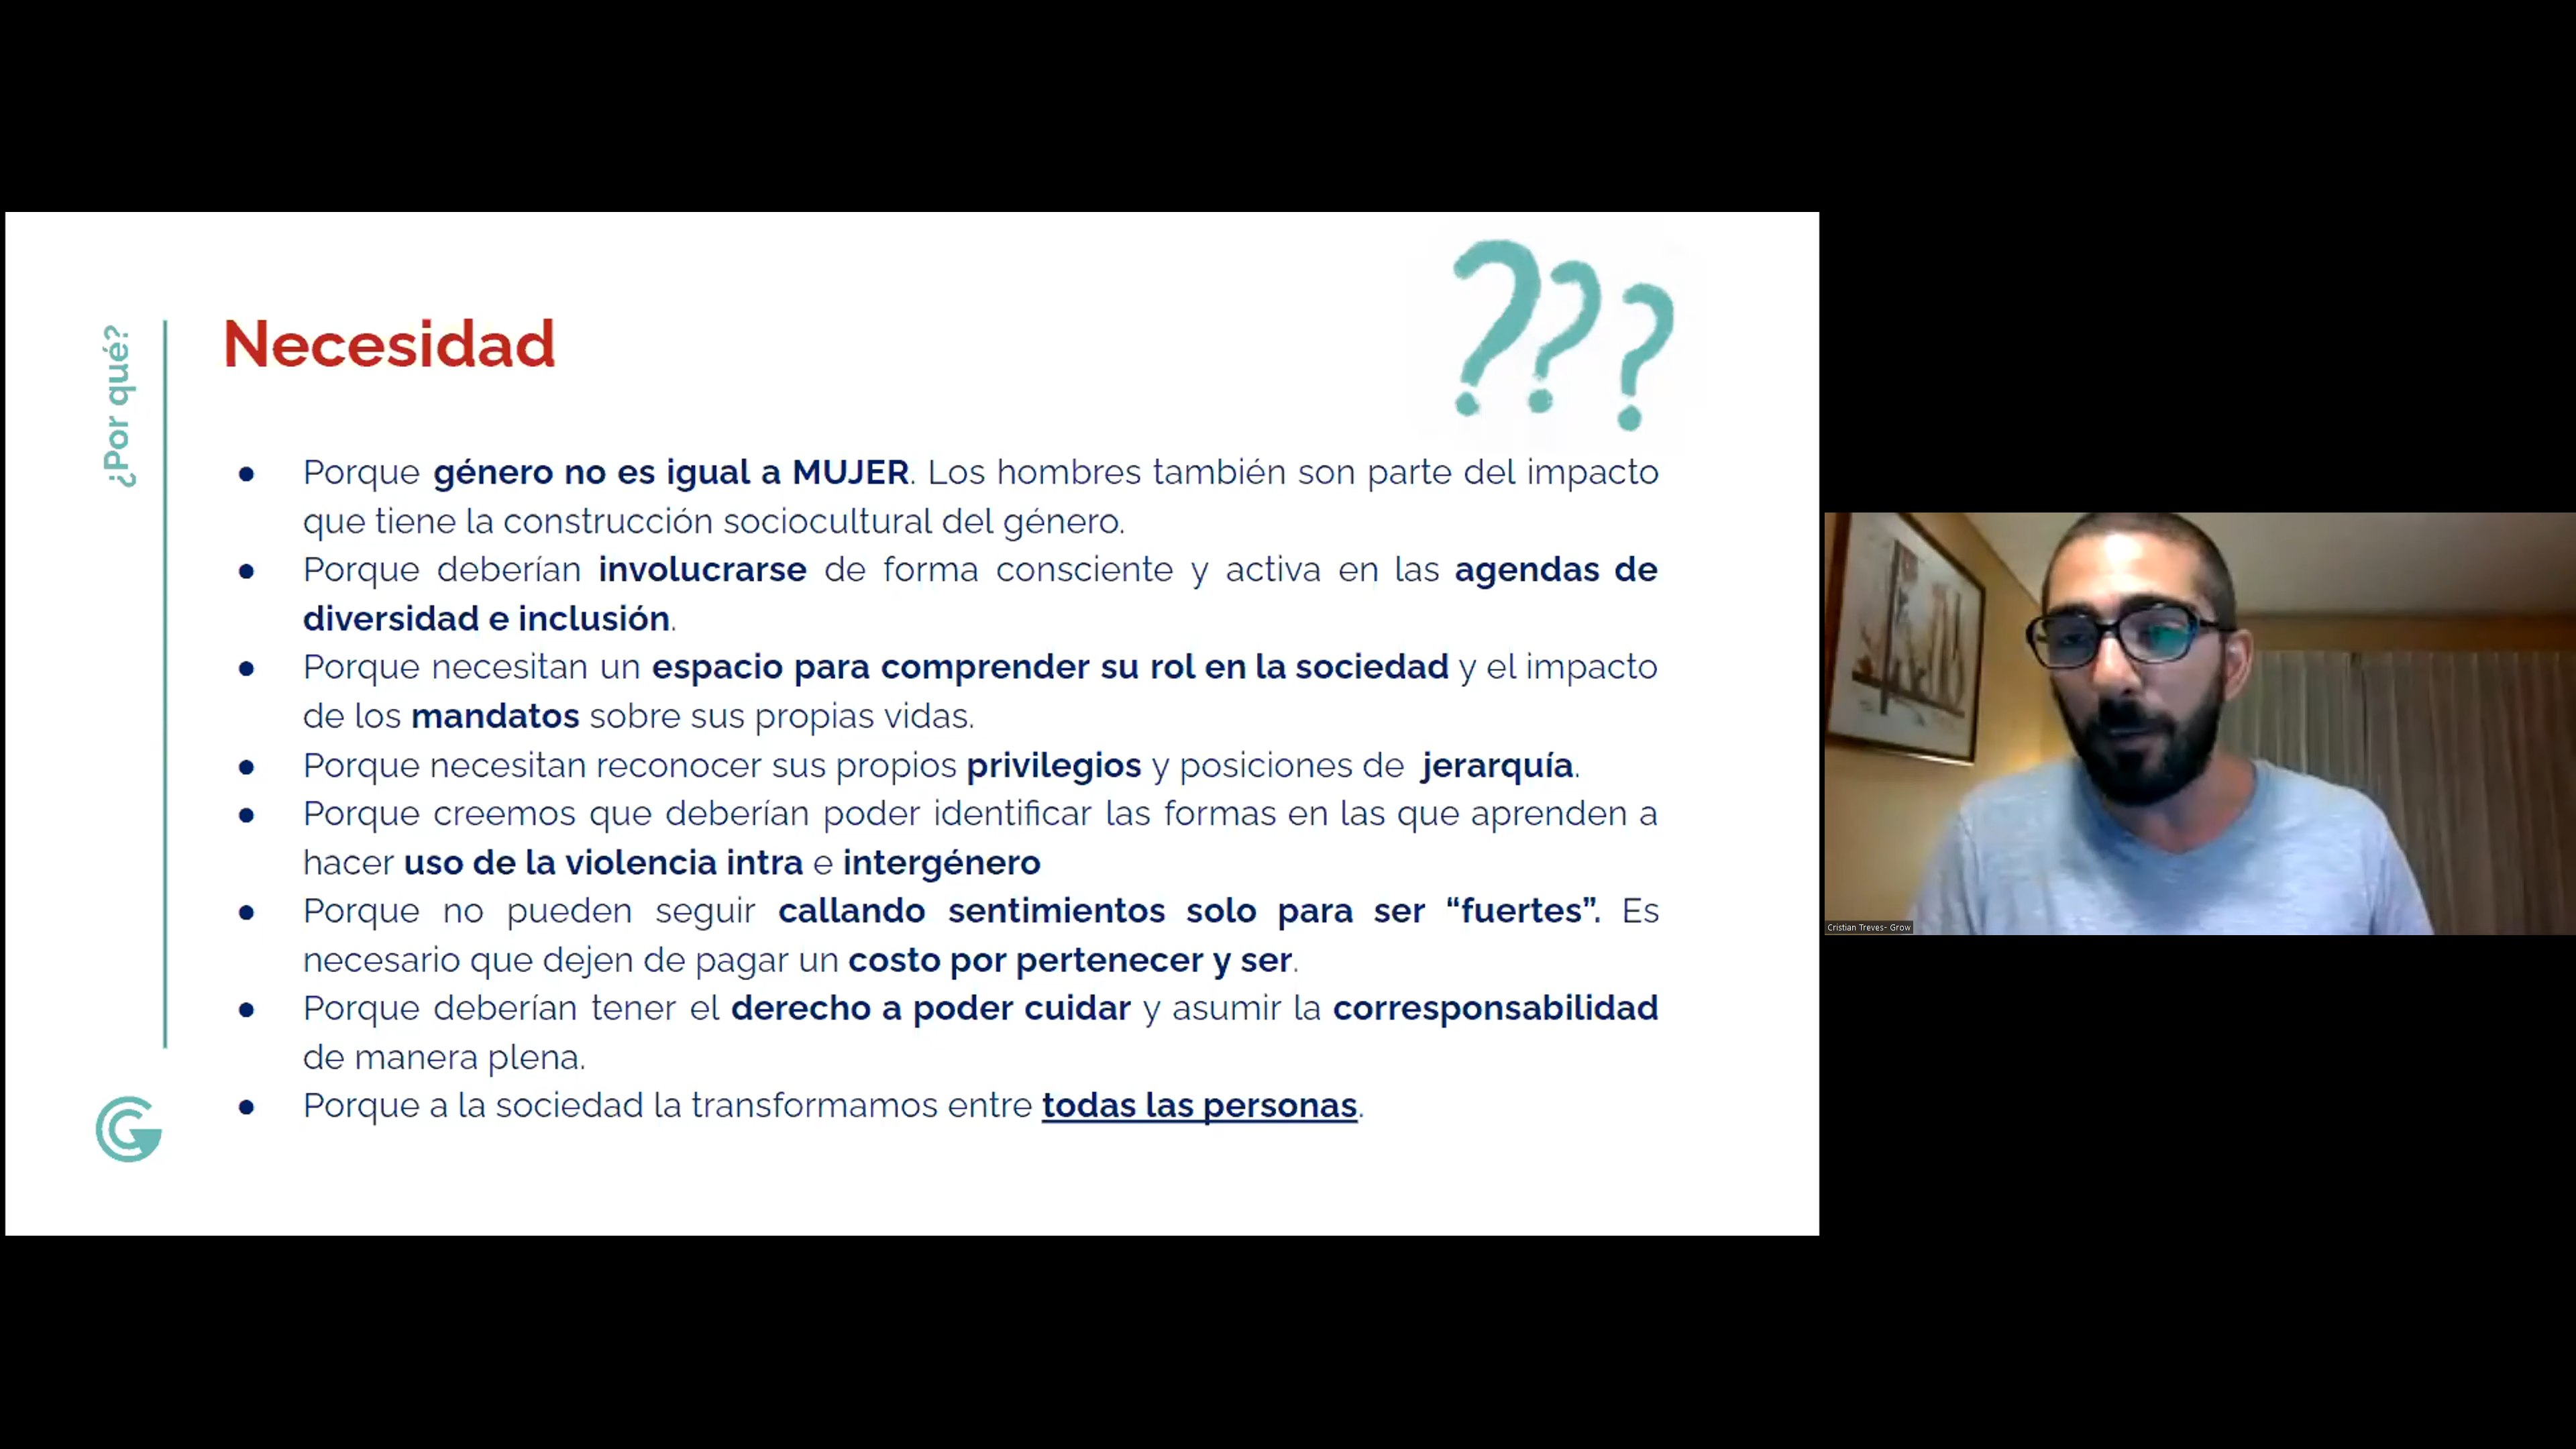 ¿Por qué?
Necesidad
???
● Porque género no es igual a MUJER. Los hombres también son parte del impacto
que tiene la construcción sociocultural del género.
● Porque deberían involucrarse de forma consciente y activa en las agendas de
diversidad e inclusión.
● Porque necesitan un espacio para comprender su rol en la sociedad y el impacto
de los mandatos sobre sus propias vidas.
● Porque necesitan reconocer sus propios privilegios y posiciones de jerarquía.
● Porque creemos que deberían poder identificar las formas en las que aprenden a
hacer uso de la violencia intra e intergénero
● Porque no pueden seguir callando sentimientos solo para ser “fuertes”. Es
necesario que dejen de pagar un costo por pertenecer y ser.
● Porque deberían tener el derecho a poder cuidar y asumir la corresponsabilidad
de manera plena.
● Porque a la sociedad la transformamos entre todas las personas.
Cristian Treves- Grow